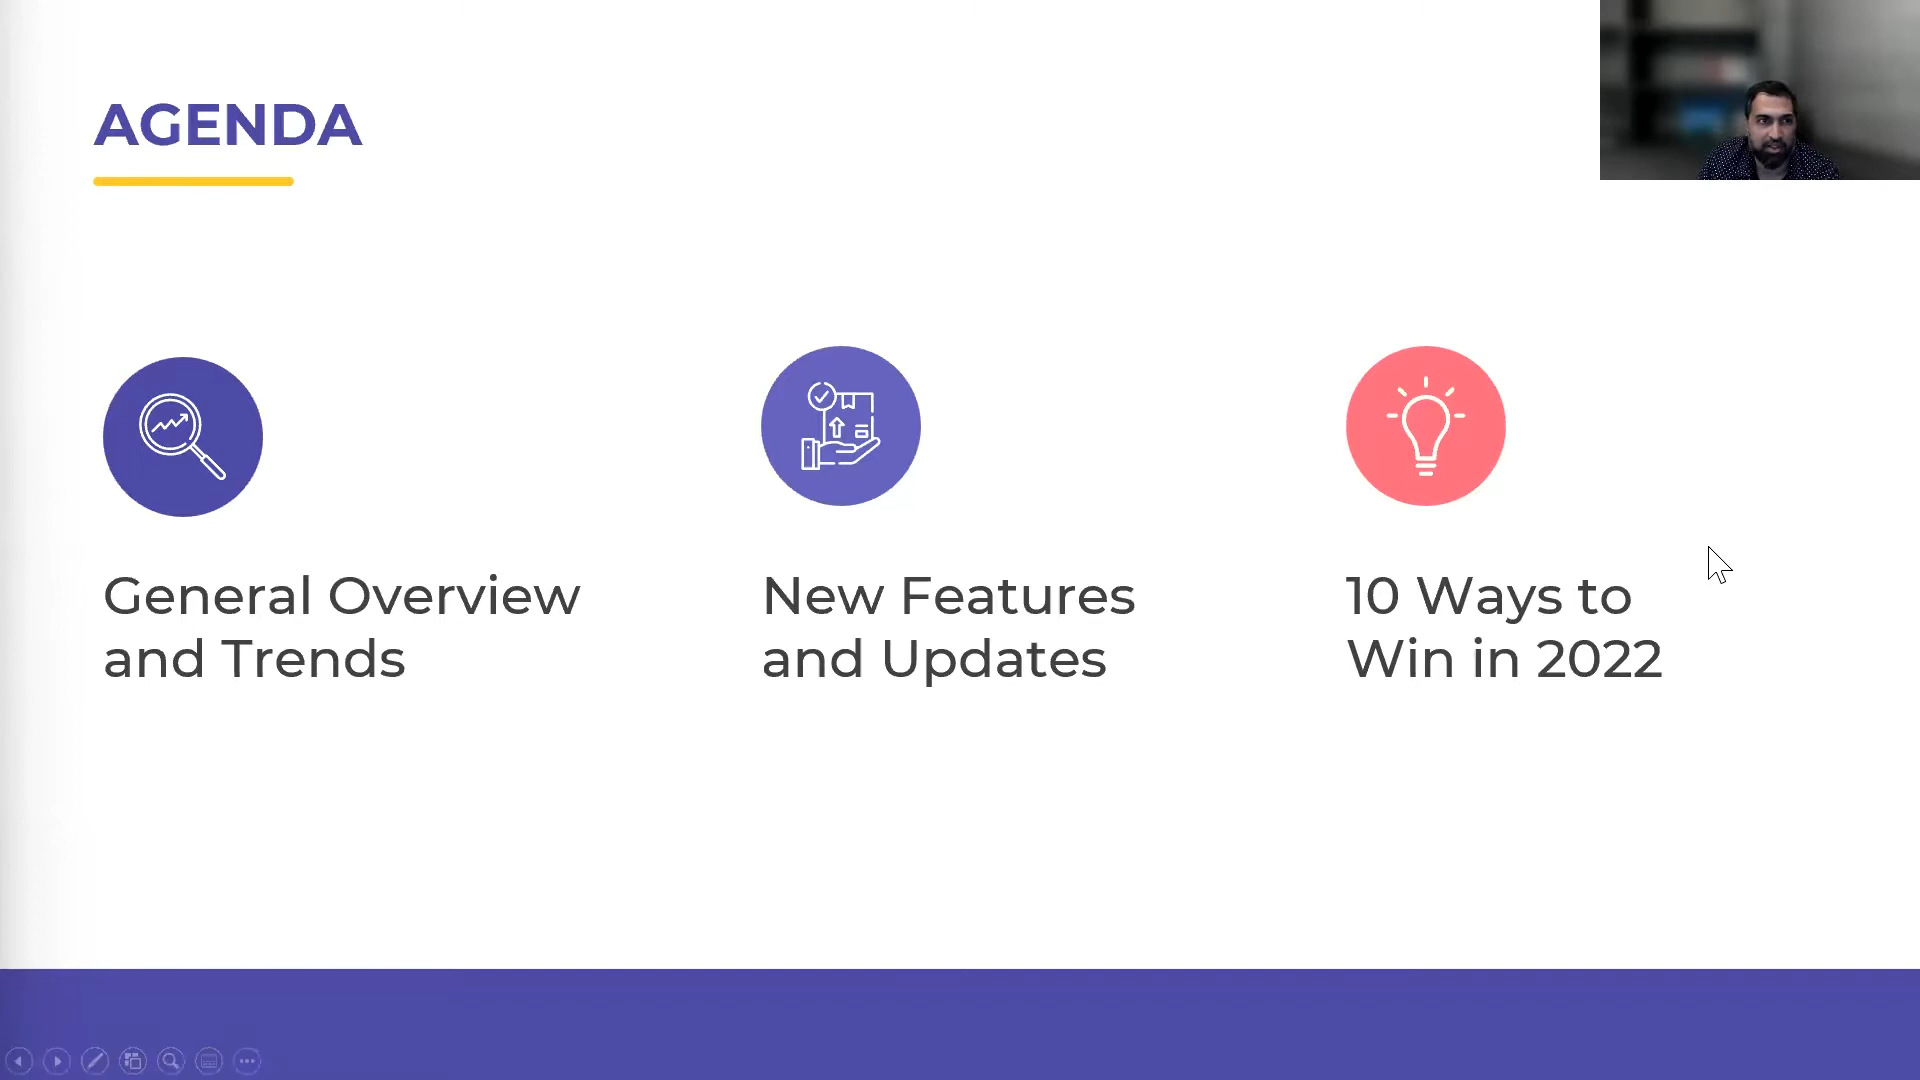 AGENDA
General Overview
and Trends
New Features
and Updates
10 Ways to
Win in 2022